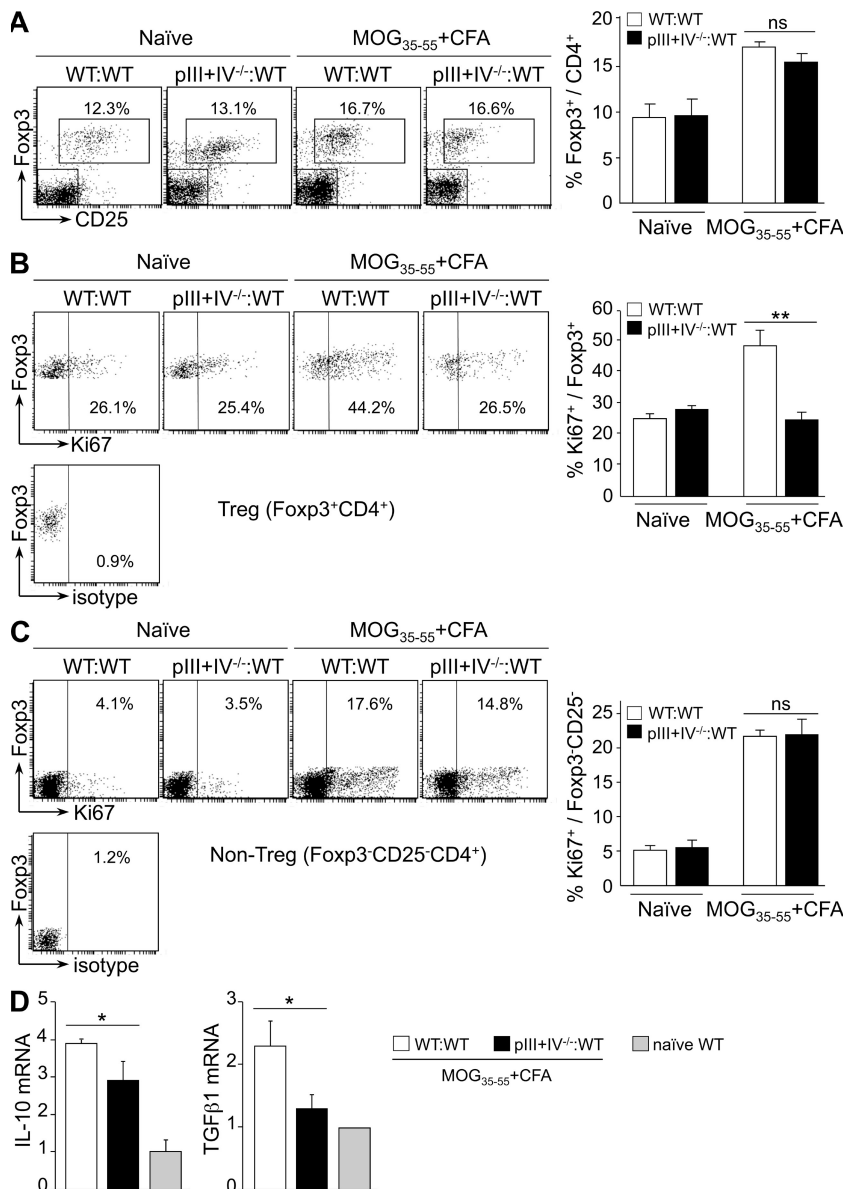 A
Naïve
MOG35-55+CFA
WT:WT
pIII+IV-/-:WT
WT:WT
pIII+IV-/-:WT
12.3%
13.1%
16.7%
16.6%
Foxp3
CD25
% Foxp3+ / CD4+
20
15
10
5
0
WT:WT
pIII+IV-/-:WT
ns
Naïve
MOG35-55+CFA
B
Naïve
MOG35-55+CFA
WT:WT
pIII+IV-/-:WT
WT:WT
pIII+IV-/-:WT
26.1%
25.4%
44.2%
26.5%
Foxp3
Ki67
Foxp3
0.9%
isotype
Treg (Foxp3+CD4+)
% Ki67+ / Foxp3+
60
50
40
30
20
10
0
WT:WT
pIII+IV-/-:WT
**
Naïve
MOG35-55+CFA
C
Naïve
MOG35-55+CFA
WT:WT
pIII+IV-/-:WT
WT:WT
pIII+IV-/-:WT
4.1%
3.5%
17.6%
14.8%
Foxp3
Ki67
Foxp3
1.2%
isotype
Non-Treg (Foxp3-CD25-CD4+)
% Ki67+ / Foxp3-CD25-
25
20
15
10
5
0
WT:WT
pIII+IV-/-:WT
ns
Naïve
MOG35-55+CFA
D
IL-10 mRNA
5
4
3
2
1
0
*
TGFβ1 mRNA
3
2
1
0
*
WT:WT
pIII+IV-/-:WT
naïve WT
MOG35-55+CFA